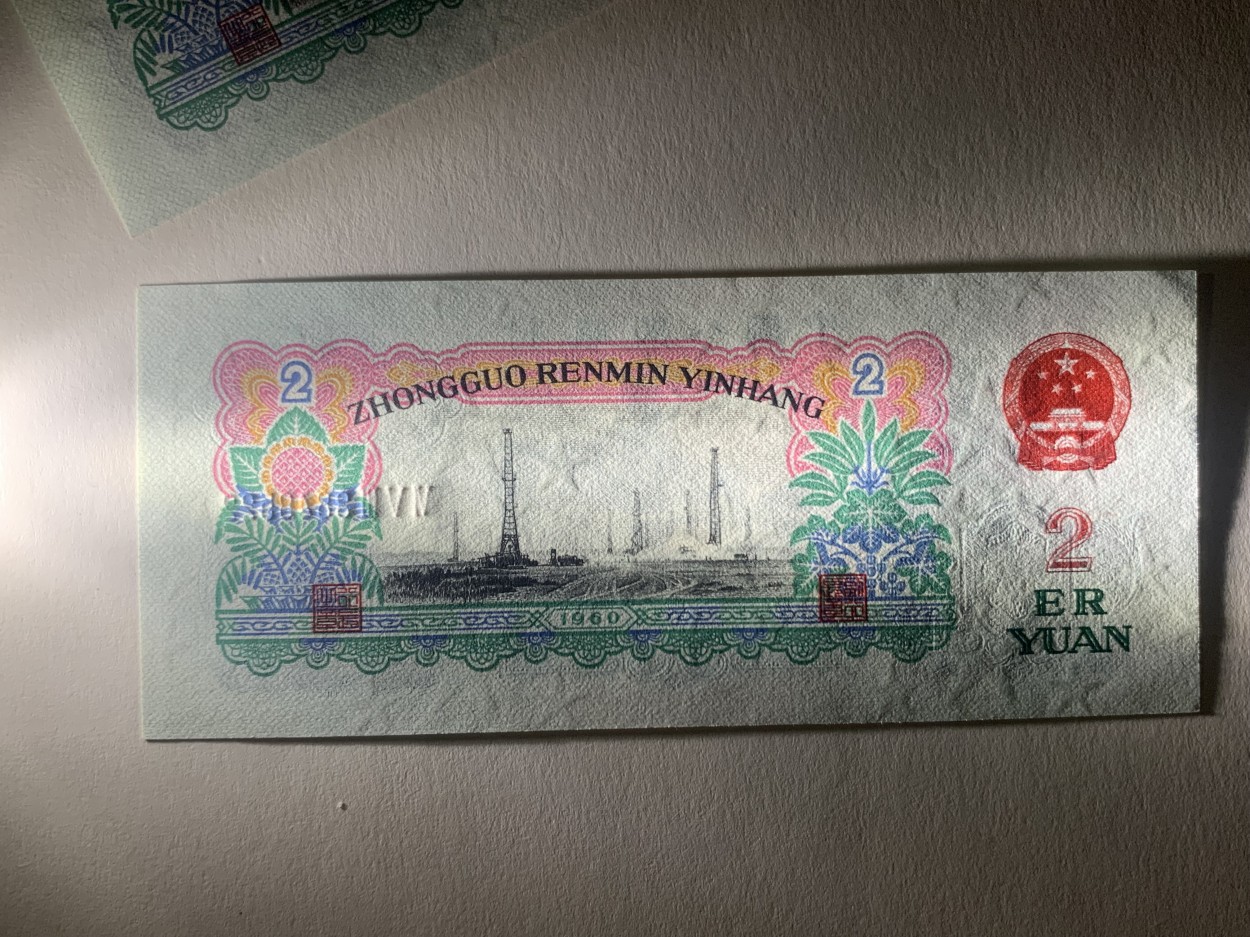 2
2
ZHONGGUO RENMIN YINHANG
2
ER
YUAN
1960